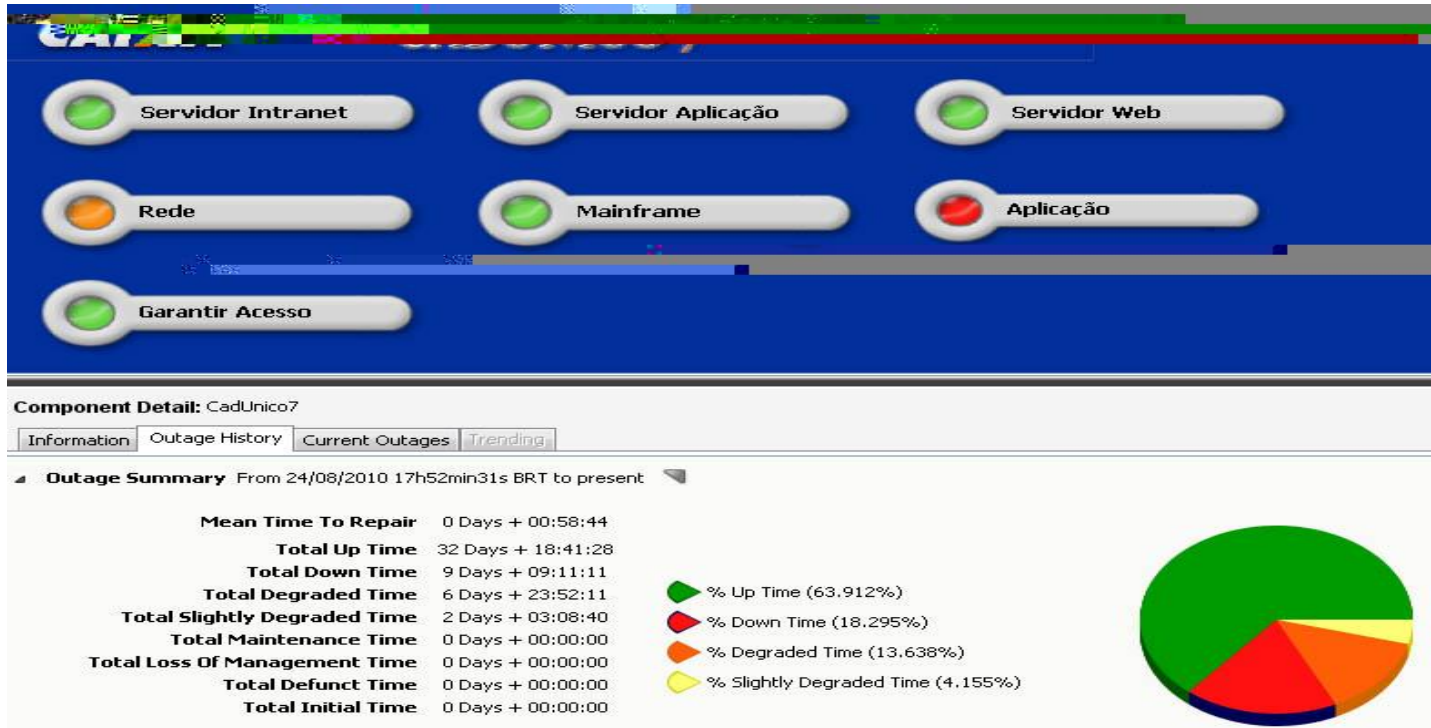 Servidor Intranet
Servidor Aplicação
Servidor Web
Rede
Mainframe
Aplicação
Garantir Acesso
Component Detail: CadUnico7
Information Outage History Current Outages Trending
Outage Summary From 24/08/2010 17h52min31s BRT to present
Mean Time To Repair 0 Days + 00:58:44
Total Up Time 32 Days + 18:41:28
Total Down Time 9 Days + 09:11:11
Total Degraded Time 6 Days + 23:52:11
Total Slightly Degraded Time 2 Days + 03:08:40
Total Maintenance Time 0 Days + 00:00:00
Total Loss Of Management Time 0 Days + 00:00:00
Total Defunct Time 0 Days + 00:00:00
Total Initial Time 0 Days + 00:00:00
% Up Time (63.912%)
% Down Time (18.295%)
% Degraded Time (13.638%)
% Slightly Degraded Time (4.155%)